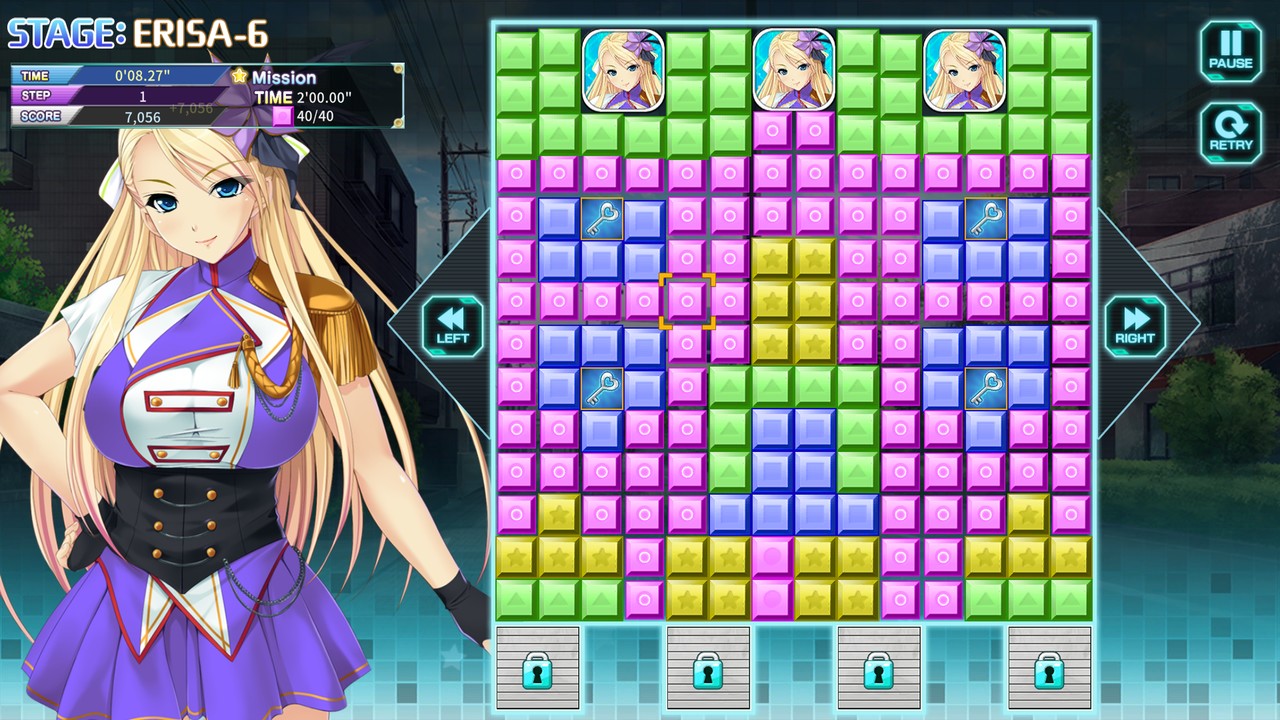 STAGE: ERISA-6
TIME 0'08.27" Mission
STEP 1 TIME 2'00.00"
+7,056
SCORE 7,056 40/40
PAUSE
RETRY
LEFT
RIGHT